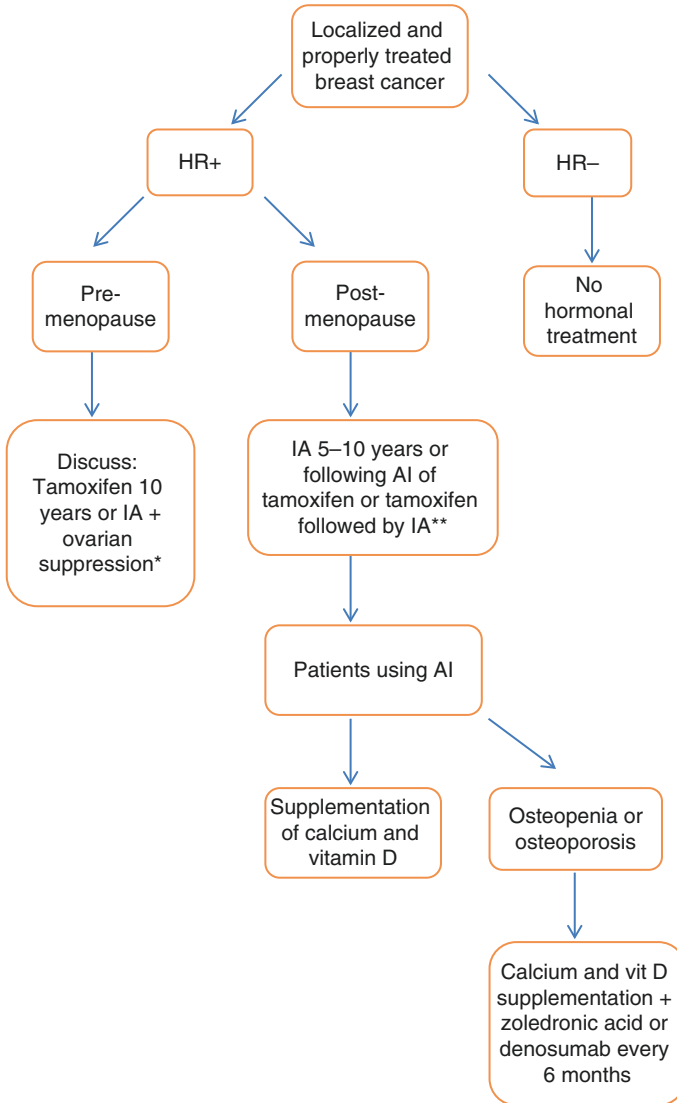 Localized and
properly treated
breast cancer
HR+
HR–
Pre-
menopause
Post-
menopause
No
hormonal
treatment
Discuss:
Tamoxifen 10
years or IA +
ovarian
suppression*
IA 5–10 years or
following AI of
tamoxifen or tamoxifen
followed by IA**
Patients using AI
Supplementation
of calcium and
vitamin D
Osteopenia or
osteoporosis
Calcium and vit D
supplementation +
zoledronic acid or
denosumab every
6 months